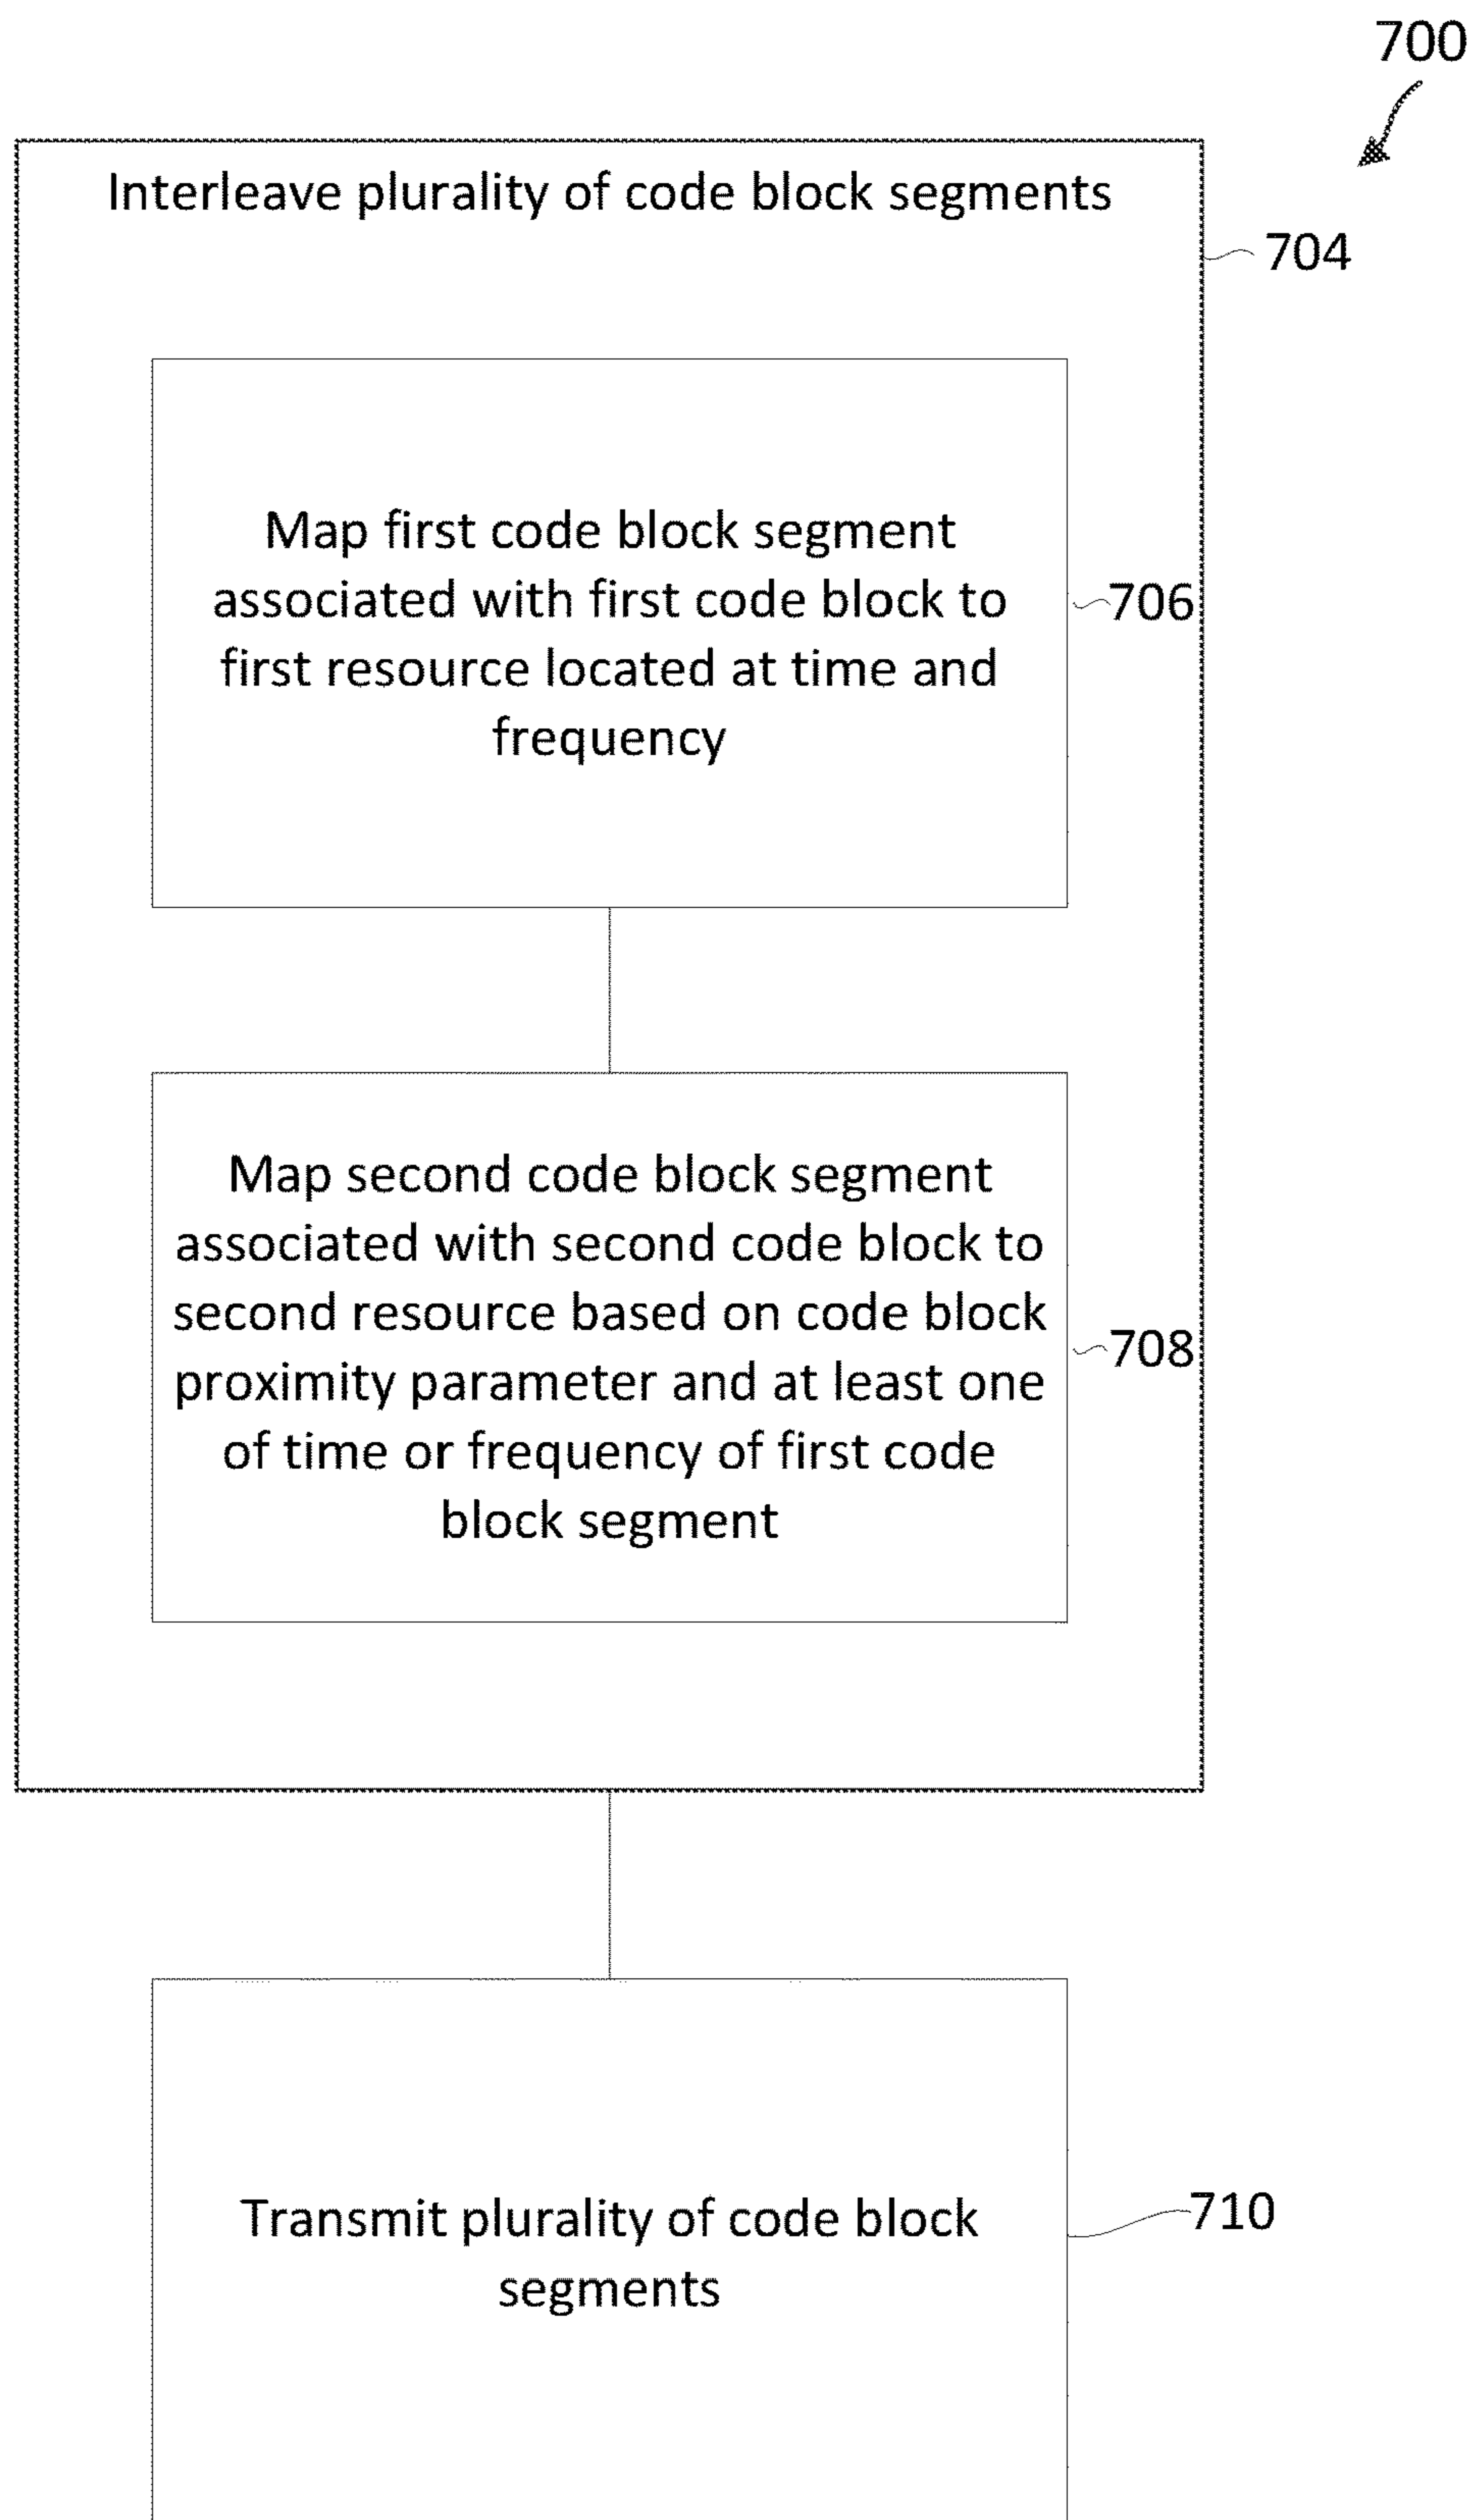 700
Interleave plurality of code block segments
704
Map first code block segment
associated with first code block to
first resource located at time and
frequency
706
Map second code block segment
associated with second code block to
second resource based on code block
proximity parameter and at least one
of time or frequency of first code
block segment
708
Transmit plurality of code block
segments
710